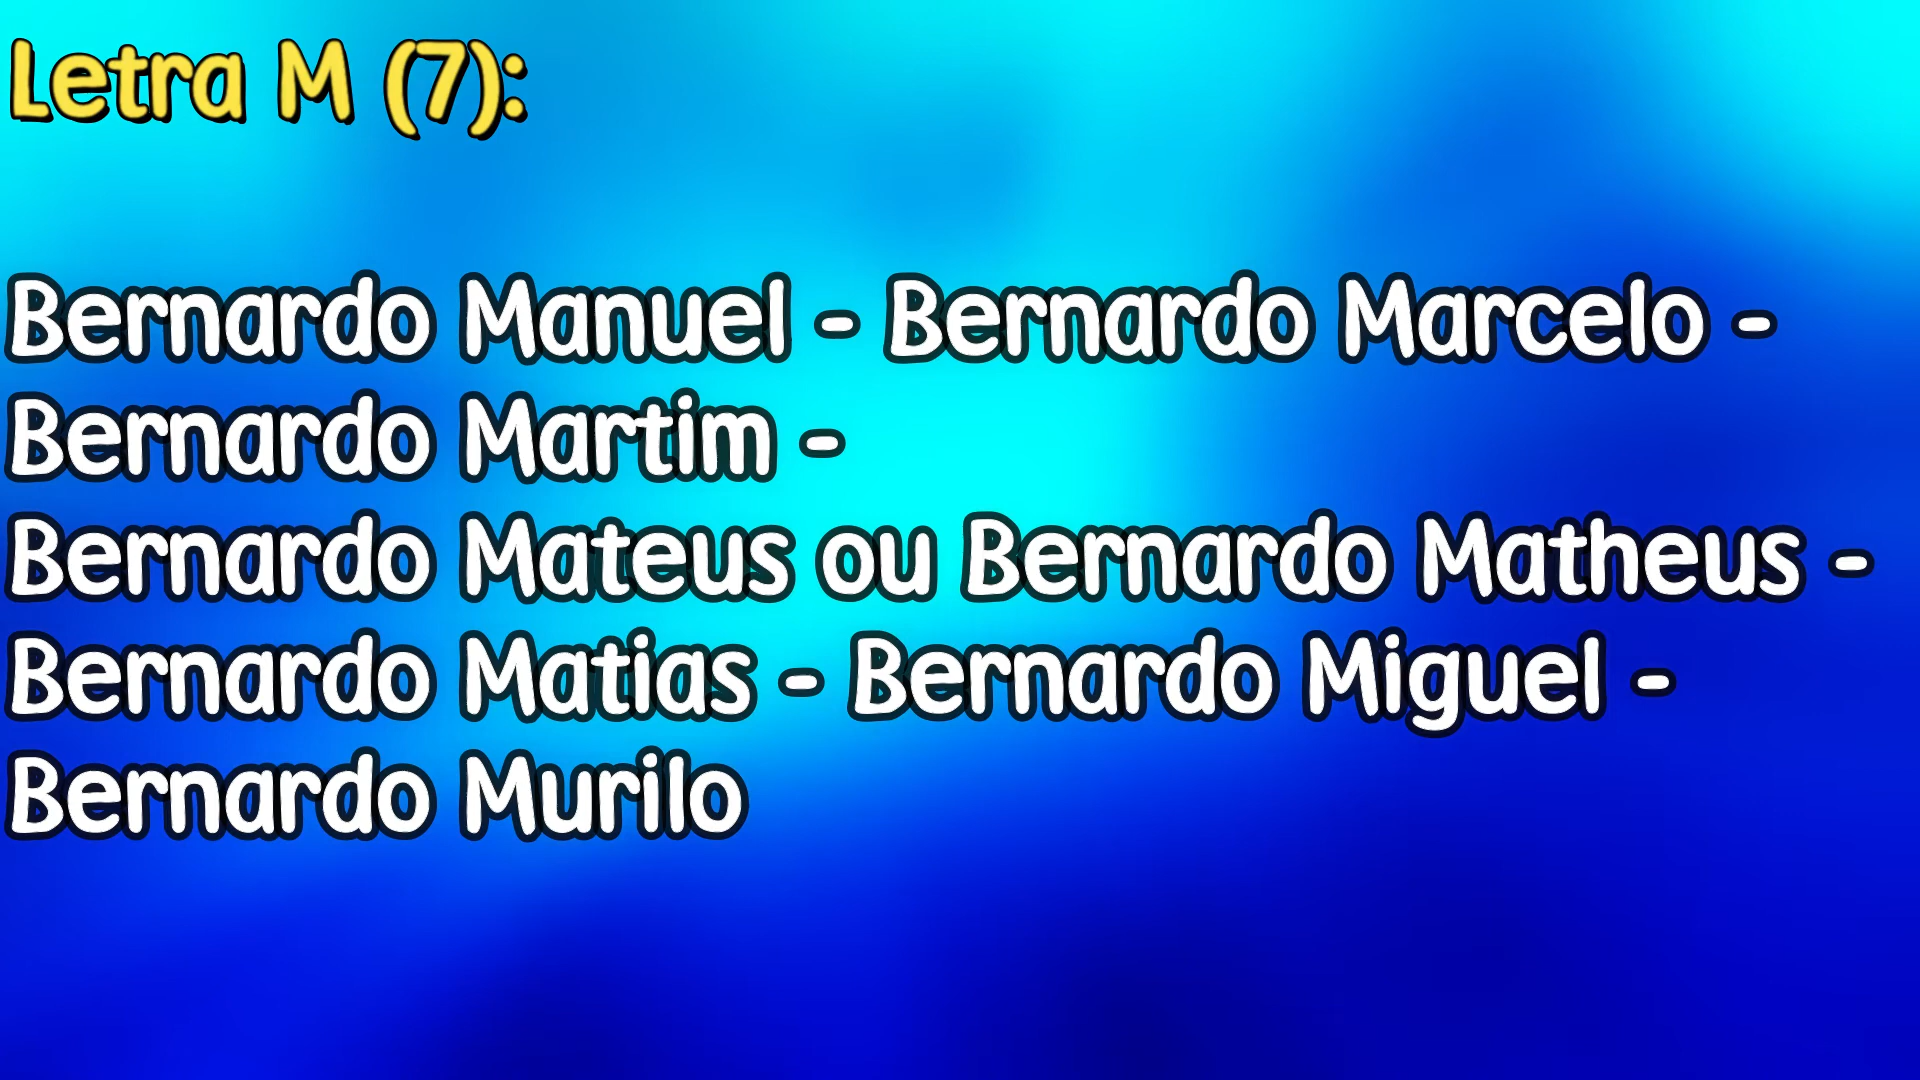 Letra M (7):
Bernardo Manuel - Bernardo Marcelo -
Bernardo Martim -
Bernardo Mateus ou Bernardo Matheus -
Bernardo Matias - Bernardo Miguel -
Bernardo Murilo